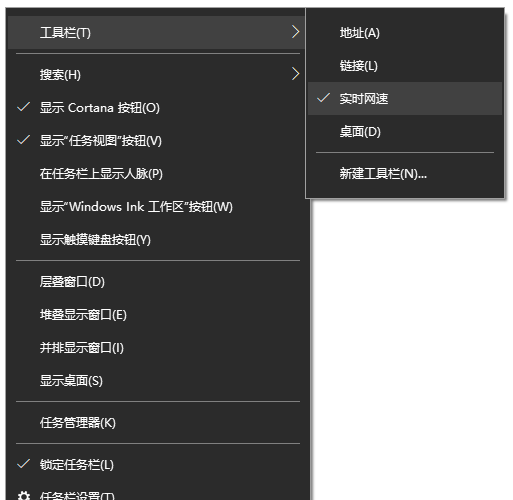 工具栏(T)
搜索(H)
显示 Cortana 按钮(O)
显示“任务视图”按钮(V)
在任务栏上显示人脉(P)
显示“Windows Ink 工作区”按钮(W)
显示触摸键盘按钮(Y)
层叠窗口(D)
堆叠显示窗口(E)
并排显示窗口(I)
显示桌面(S)
任务管理器(K)
锁定任务栏(L)
任务栏设置(T)
地址(A)
链接(L)
实时网速
桌面(D)
新建工具栏(N)...